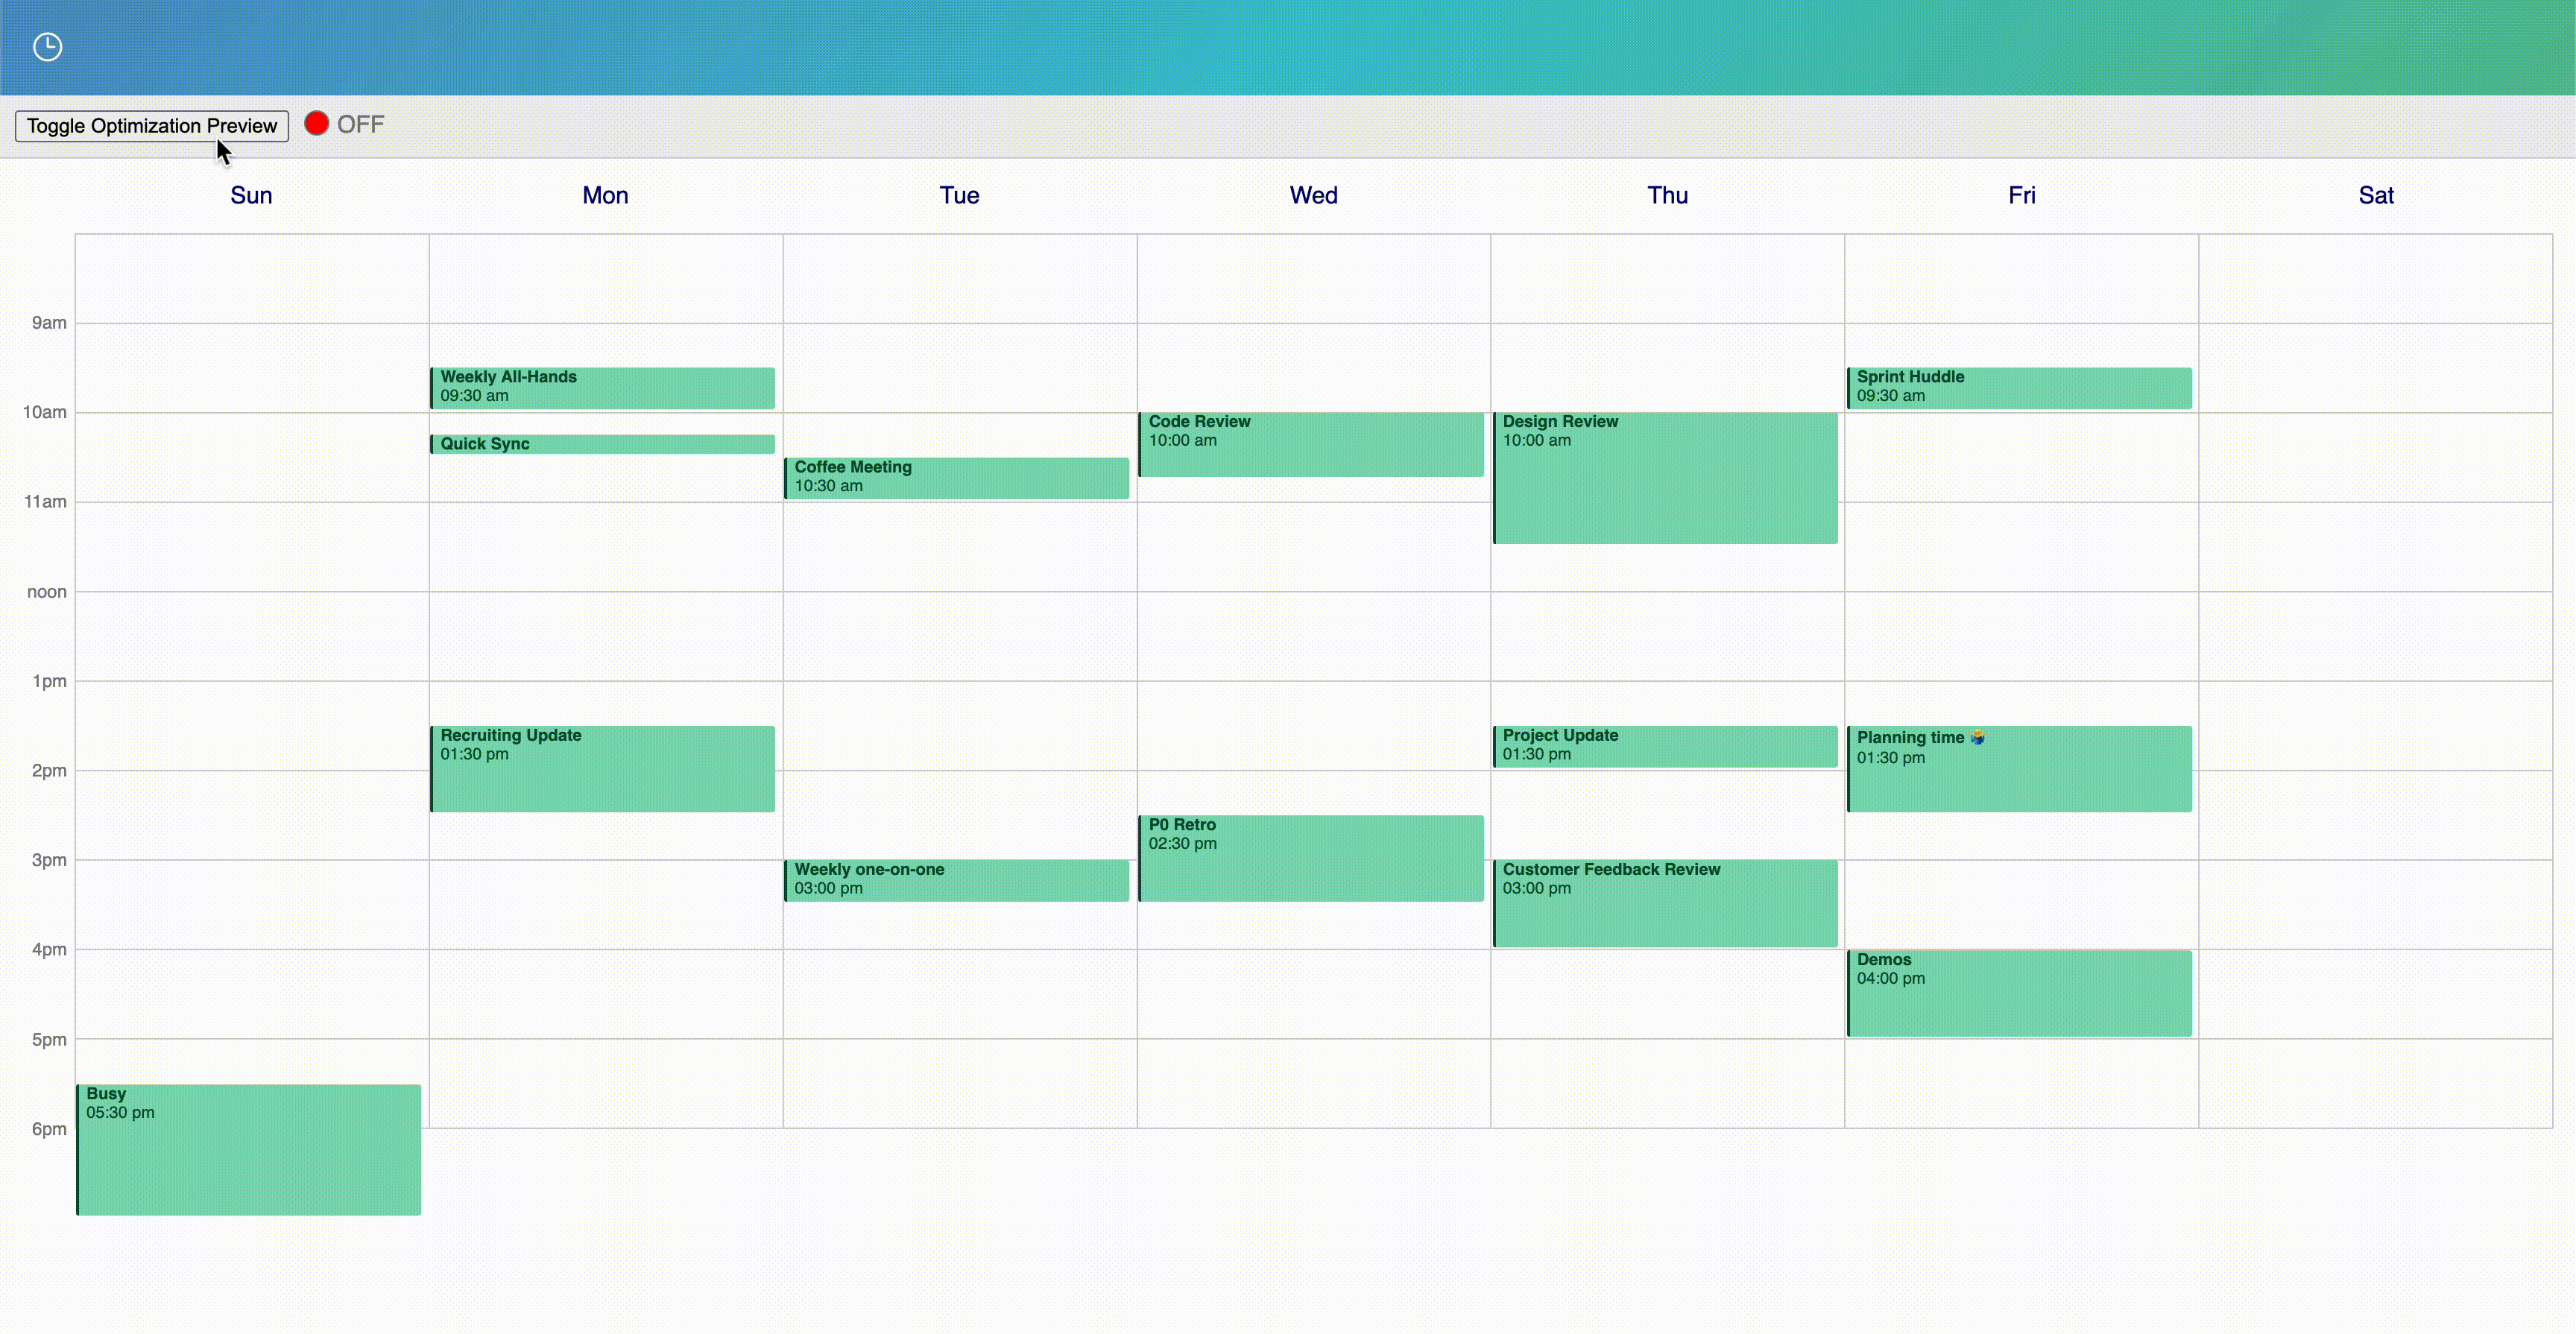 Toggle Optimization Preview OFF
Sun Mon Tue Wed Thu Fri Sat
9am
10am
11am
noon
1pm
2pm
3pm
4pm
5pm
6pm
Busy
05:30 pm
Weekly All-Hands
09:30 am
Quick Sync
Recruiting Update
01:30 pm
Coffee Meeting
10:30 am
Weekly one-on-one
03:00 pm
Code Review
10:00 am
P0 Retro
02:30 pm
Design Review
10:00 am
Project Update
01:30 pm
Customer Feedback Review
03:00 pm
Sprint Huddle
09:30 am
Planning time 🤷
01:30 pm
Demos
04:00 pm